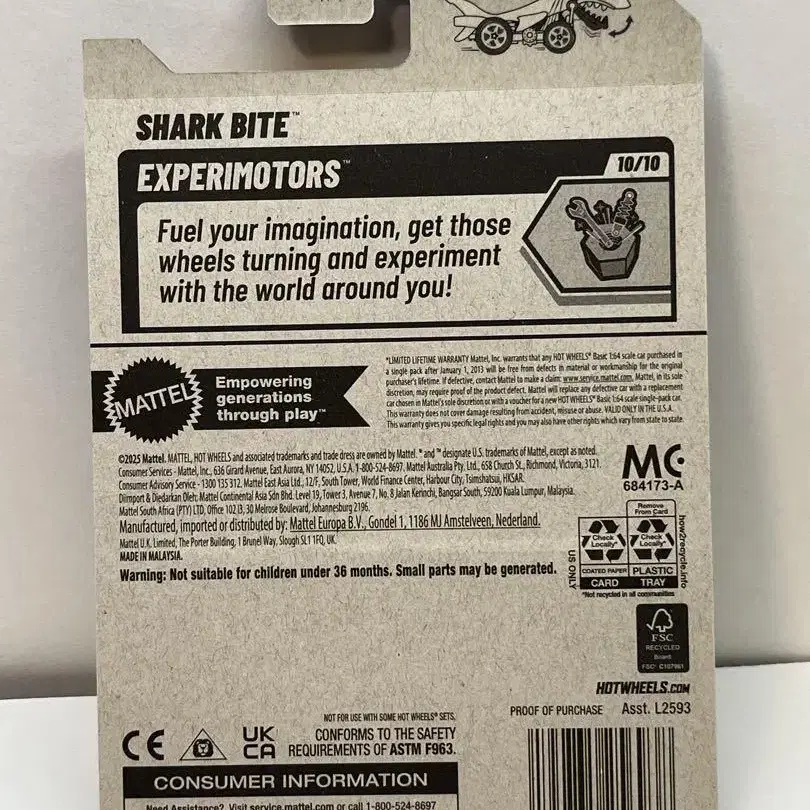 SHARK BITE™
EXPERIMOTORS™
10/10
Fuel your imagination, get those
wheels turning and experiment
with the world around you!
MATTEL
Empowering
generations
through play™
*LIMITED LIFETIME WARRANTY Mattel, Inc. warrants that any HOT WHEELS® Basic 1:64 scale car purchased in
a single pack after January 1, 2013 will be free from defects in material or workmanship for the original
purchaser's lifetime. If defective, contact Mattel to make a claim: www.service.mattel.com. Mattel, in its sole
discretion, may require proof of the product defect. Mattel will replace any defective car with a replacement
car chosen in Mattel's sole discretion or with a voucher for a new HOT WHEELS® Basic 1:64 scale single-pack car.
This warranty does not cover damage resulting from accident, misuse or abuse. VALID ONLY IN THE U.S.A.
This warranty gives you specific legal rights and you may also have other rights which vary from state to state.
©2025 Mattel. MATTEL, HOT WHEELS and associated trademarks and trade dress are owned by Mattel. ® and ™ designate U.S. trademarks of Mattel, except as noted.
Consumer Services - Mattel, Inc., 636 Girard Avenue, East Aurora, NY 14052, U.S.A. 1-800-524-8697. Mattel Australia Pty. Ltd., 658 Church St., Richmond, Victoria, 3121.
Consumer Advisory Service - 1300 135 312. Mattel East Asia Ltd., 12/F, South Tower, World Finance Center, Harbour City, Tsimshatsui, HKSAR.
Diimport & Diedarkan Oleh: Mattel Continental Asia Sdn Bhd. Level 19, Tower 3, Avenue 7, No. 8 Jalan Kerinchi, Bangsar South, 59200 Kuala Lumpur, Malaysia.
Mattel South Africa (PTY) LTD, Office 102 I3, 30 Melrose Boulevard, Johannesburg 2196.
Manufactured, imported or distributed by: Mattel Europa B.V., Gondel 1, 1186 MJ Amstelveen, Nederland.
Mattel U.K. Limited, The Porter Building, 1 Brunel Way, Slough SL1 1FQ, UK.
MADE IN MALAYSIA.
Warning: Not suitable for children under 36 months. Small parts may be generated.
MC
684173-A
Remove
From Card
Check
Locally*
Check
Locally*
COATED PAPER
PLASTIC
CARD
TRAY
US ONLY
how2recycle.info
*Not recycled in all communities
FSC
RECYCLED
Board
FSC® C107961
HOTWHEELS.COM
PROOF OF PURCHASE Asst. L2593
NOT FOR USE WITH SOME HOT WHEELS® SETS.
CE
UK
CA
CONFORMS TO THE SAFETY
REQUIREMENTS OF ASTM F963.
CONSUMER INFORMATION
Need Assistance? Visit service.mattel.com or call 1-800-524-8697